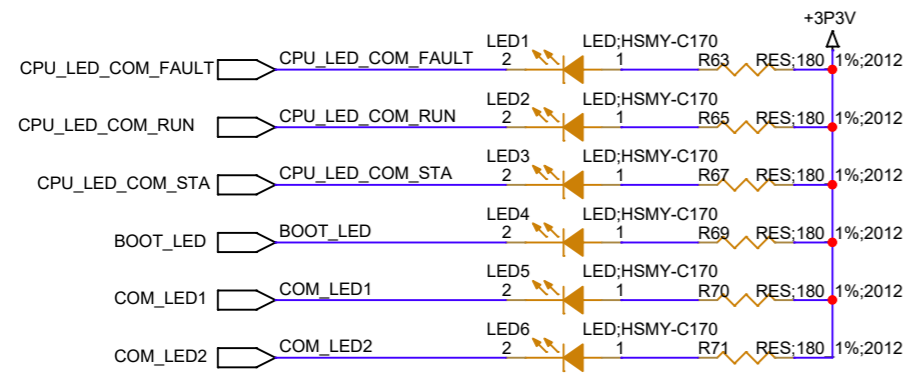 +3P3V
LED1 LED;HSMY-C170
CPU_LED_COM_FAULT CPU_LED_COM_FAULT 2 1 R63 RES;180 1%;2012
LED2 LED;HSMY-C170
CPU_LED_COM_RUN CPU_LED_COM_RUN 2 1 R65 RES;180 1%;2012
LED3 LED;HSMY-C170
CPU_LED_COM_STA CPU_LED_COM_STA 2 1 R67 RES;180 1%;2012
LED4 LED;HSMY-C170
BOOT_LED BOOT_LED 2 1 R69 RES;180 1%;2012
LED5 LED;HSMY-C170
COM_LED1 COM_LED1 2 1 R70 RES;180 1%;2012
LED6 LED;HSMY-C170
COM_LED2 COM_LED2 2 1 R71 RES;180 1%;2012